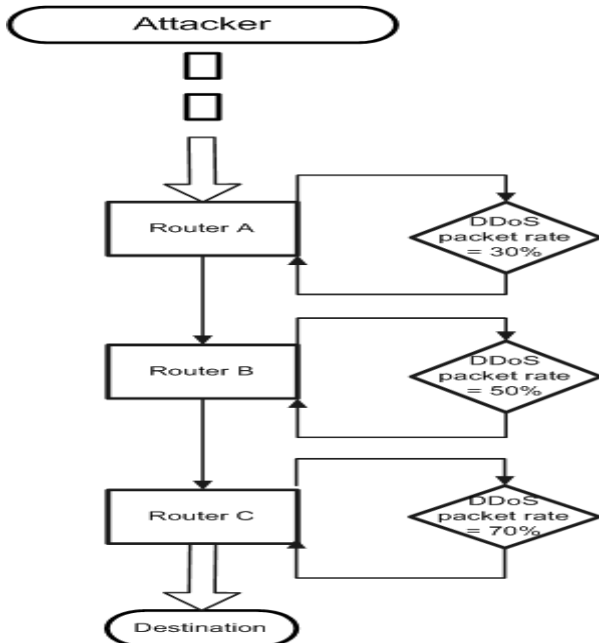 Attacker
Router A
DDoS
packet rate
= 30%
Router B
DDoS
packet rate
= 50%
Router C
DDoS
packet rate
= 70%
Destination